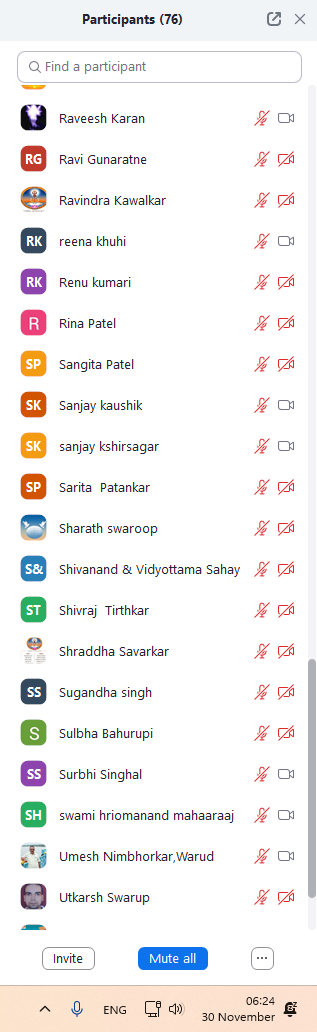 Participants (76)
Find a participant
Raveesh Karan
RG Ravi Gunaratne
Ravindra Kawalkar
RK reena khuhi
RK Renu kumari
R Rina Patel
SP Sangita Patel
SK Sanjay kaushik
SK sanjay kshirsagar
SP Sarita Patankar
Sharath swaroop
S& Shivanand & Vidyottama Sahay
ST Shivraj Tirthkar
Shraddha Savarkar
SS Sugandha singh
S Sulbha Bahurupi
SS Surbhi Singhal
SH swami hriomanand mahaaraaj
Umesh Nimbhorkar,Warud
Utkarsh Swarup
Invite Mute all ...
ENG 06:24
30 November